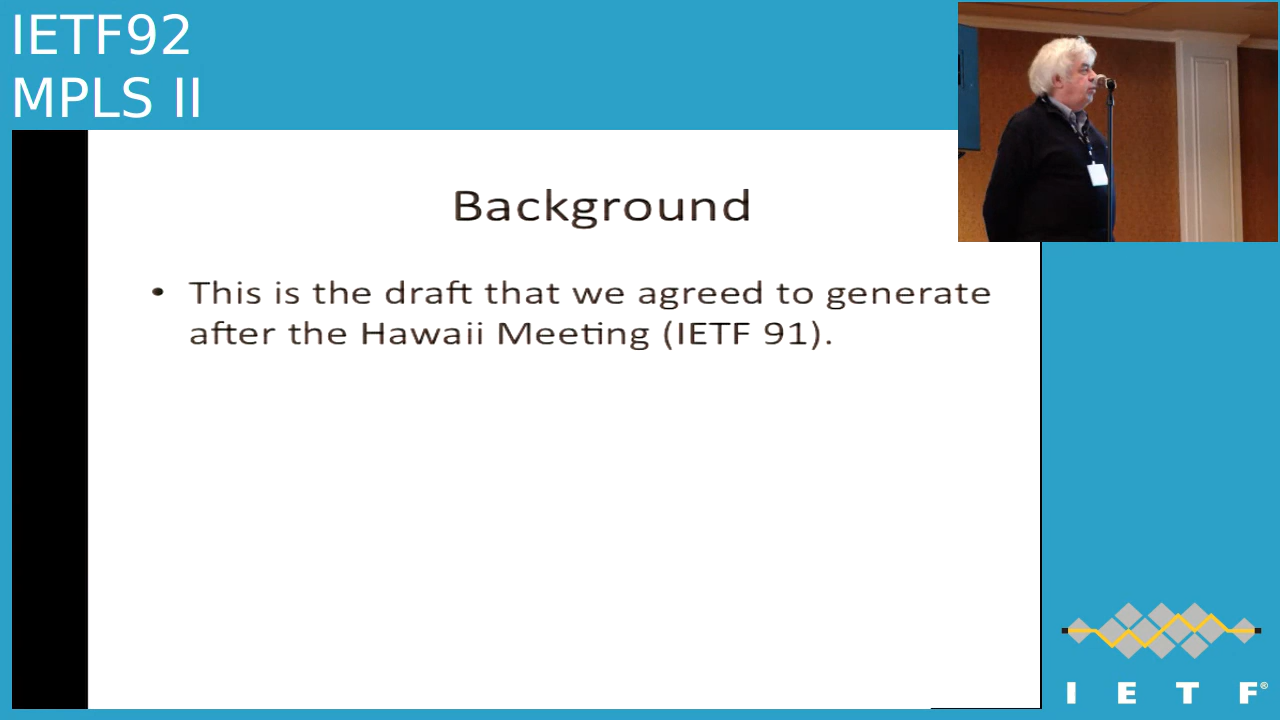 IETF92
MPLS II
Background
• This is the draft that we agreed to generate
after the Hawaii Meeting (IETF 91).
I E T F®